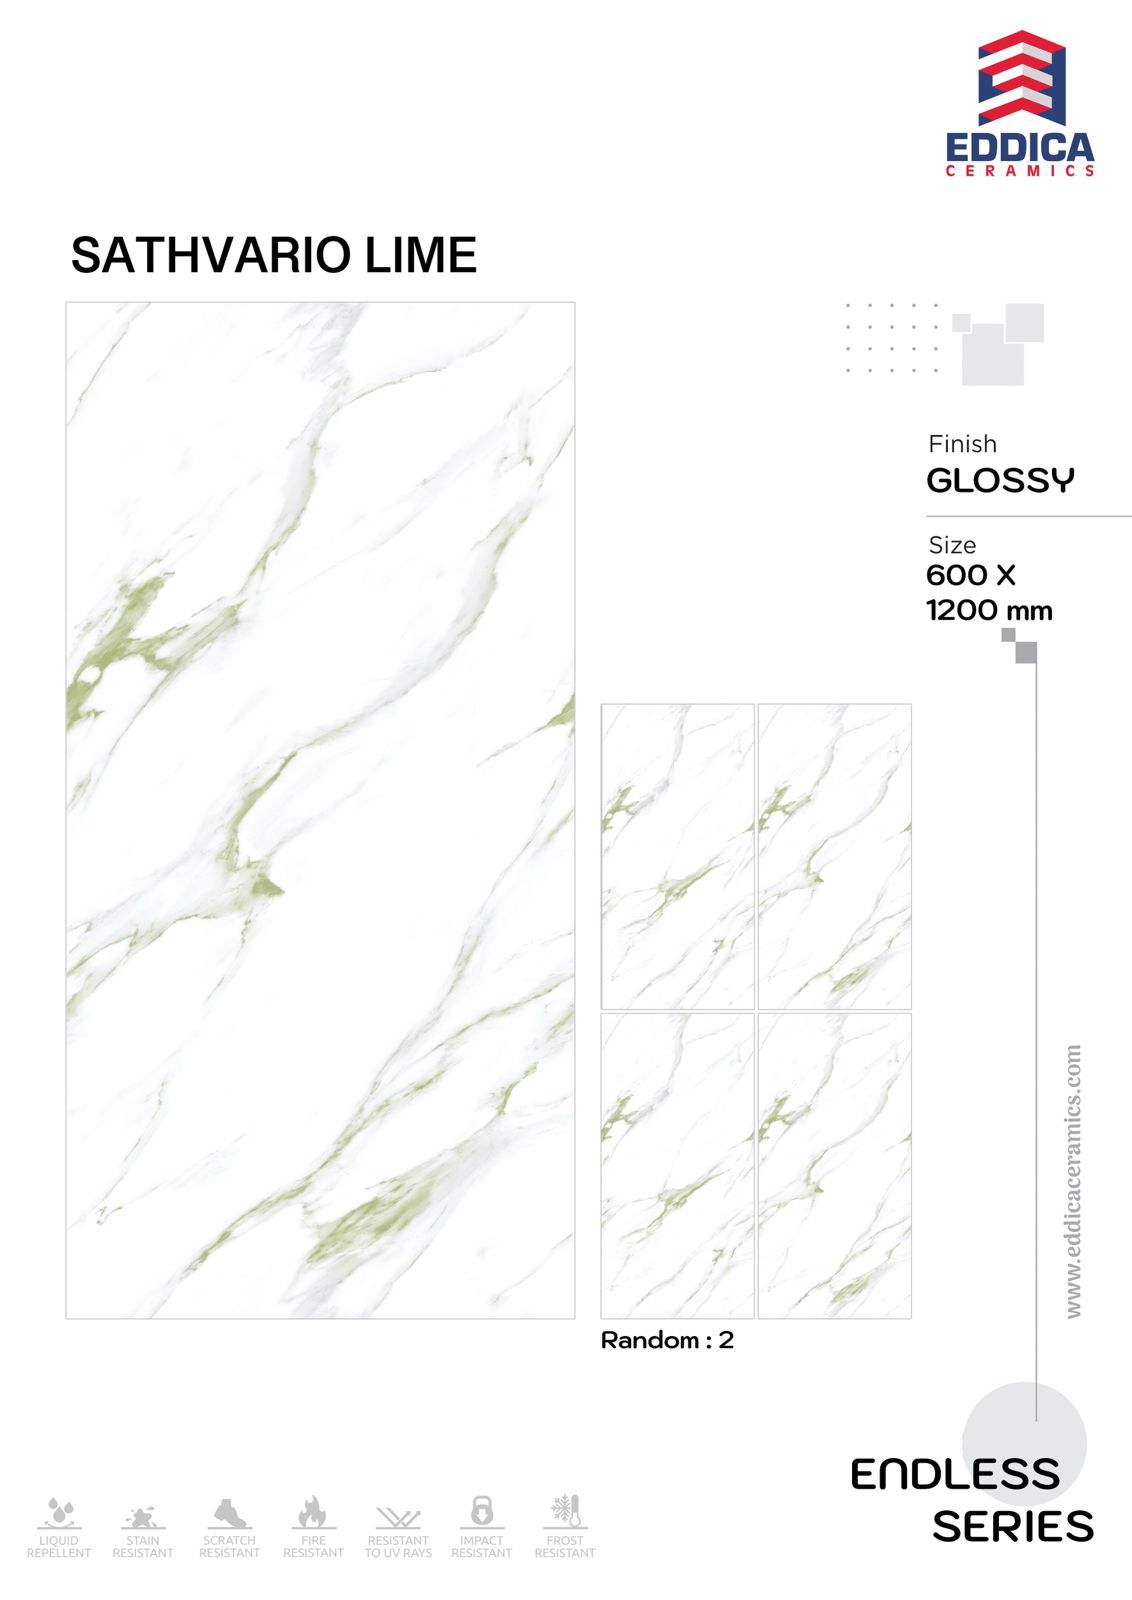 EDDICA
CERAMICS
SATHVARIO LIME
Finish
GLOSSY
Size
600 X
1200 mm
www.eddicaceramics.com
Random : 2
ENDLESS
SERIES
LIQUID
REPELLENT
STAIN
RESISTANT
SCRATCH
RESISTANT
FIRE
RESISTANT
RESISTANT
TO UV RAYS
IMPACT
RESISTANT
FROST
RESISTANT